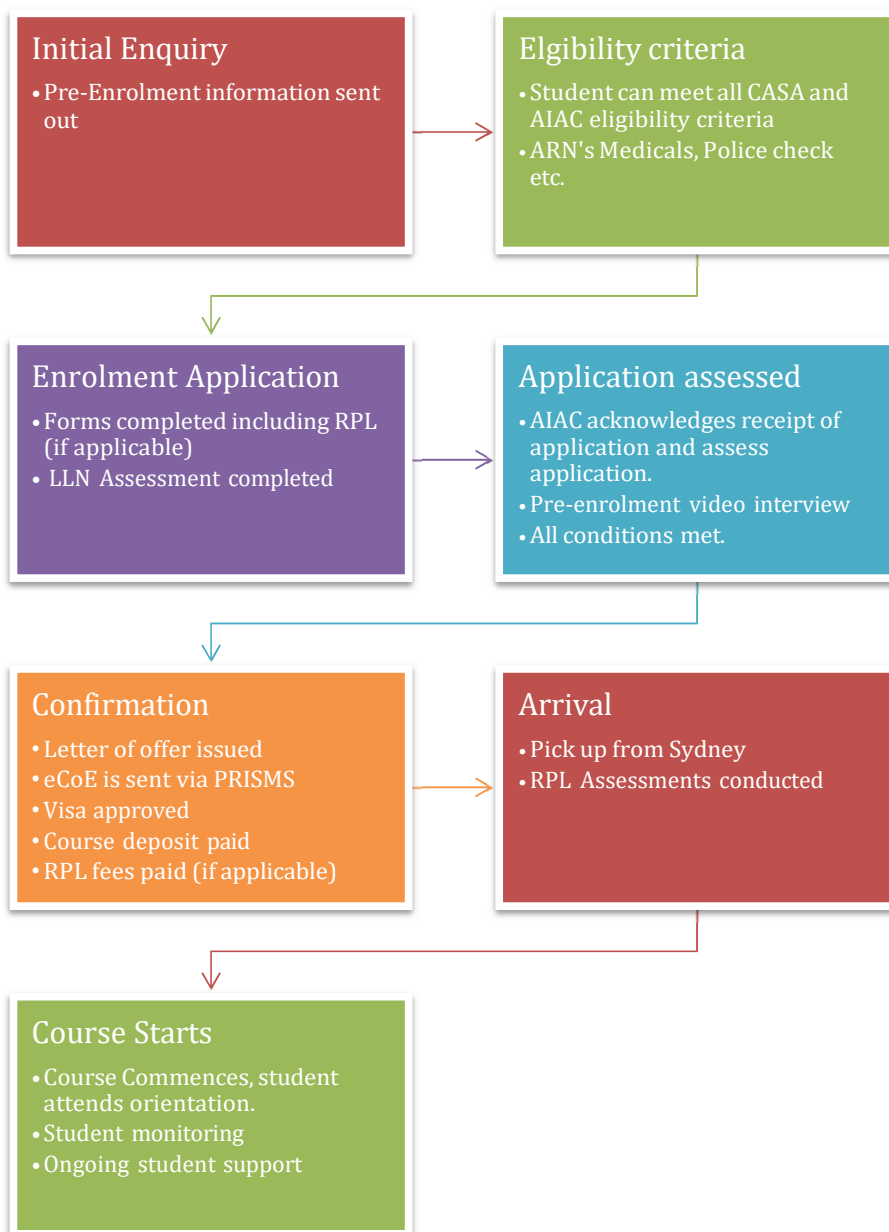 Initial Enquiry
• Pre-Enrolment information sent
out
Elgibility criteria
• Student can meet all CASA and
AIAC eligibility criteria
• ARN's Medicals, Police check
etc.
Enrolment Application
• Forms completed including RPL
(if applicable)
• LLN Assessment completed
Application assessed
• AIAC acknowledges receipt of
application and assess
application.
• Pre-enrolment video interview
• All conditions met.
Confirmation
• Letter of offer issued
• eCoE is sent via PRISMS
• Visa approved
• Course deposit paid
• RPL fees paid (if applicable)
Arrival
• Pick up from Sydney
• RPL Assessments conducted
Course Starts
• Course Commences, student
attends orientation.
• Student monitoring
• Ongoing student support